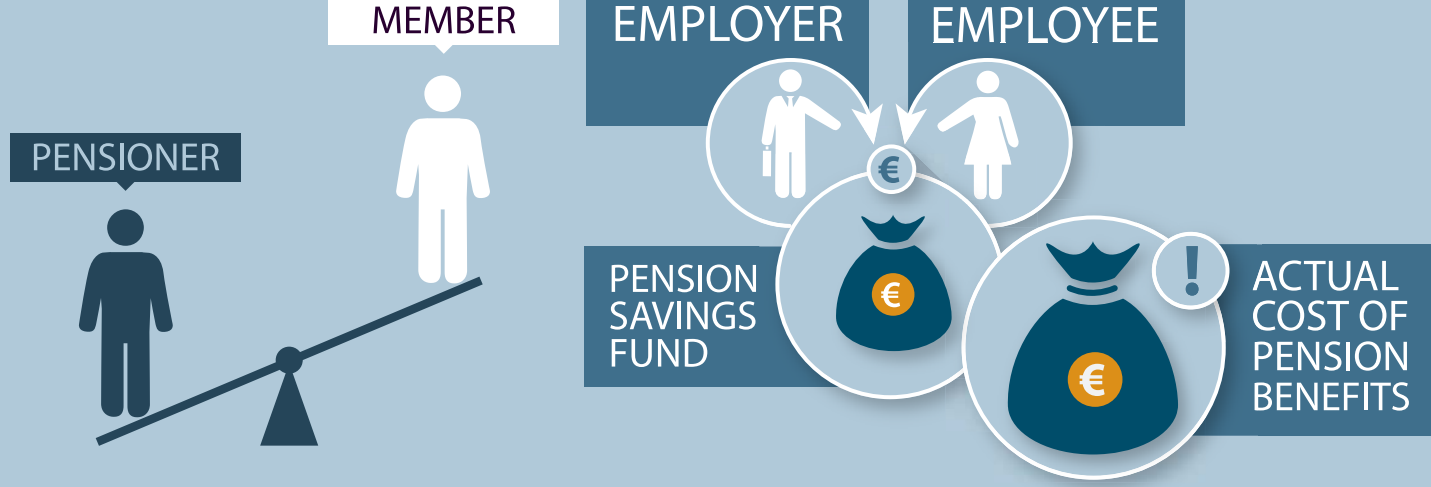 MEMBER
PENSIONER
EMPLOYER
EMPLOYEE
€
PENSION
SAVINGS
FUND
€
!
ACTUAL
COST OF
PENSION
BENEFITS
€